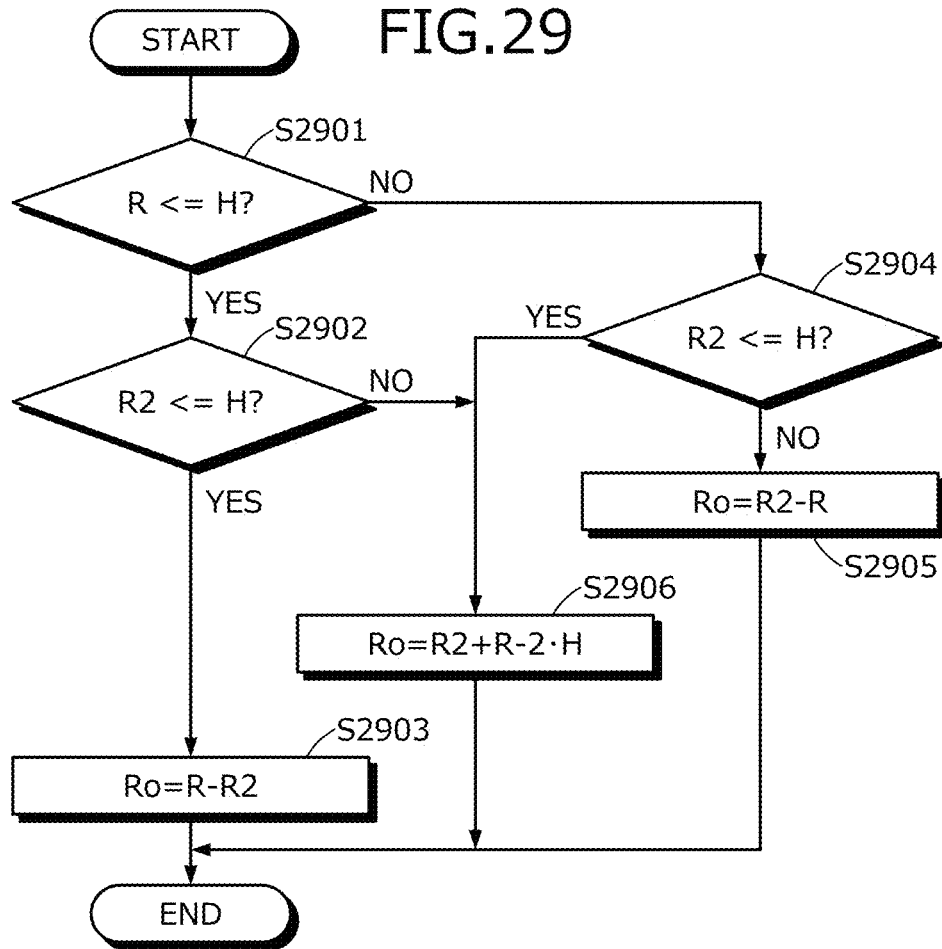 FIG.29
START
S2901
R <= H?
NO
YES
S2904
R2 <= H?
YES
NO
S2902
R2 <= H?
NO
YES
Ro=R2-R
S2905
S2906
Ro=R2+R-2·H
S2903
Ro=R-R2
END